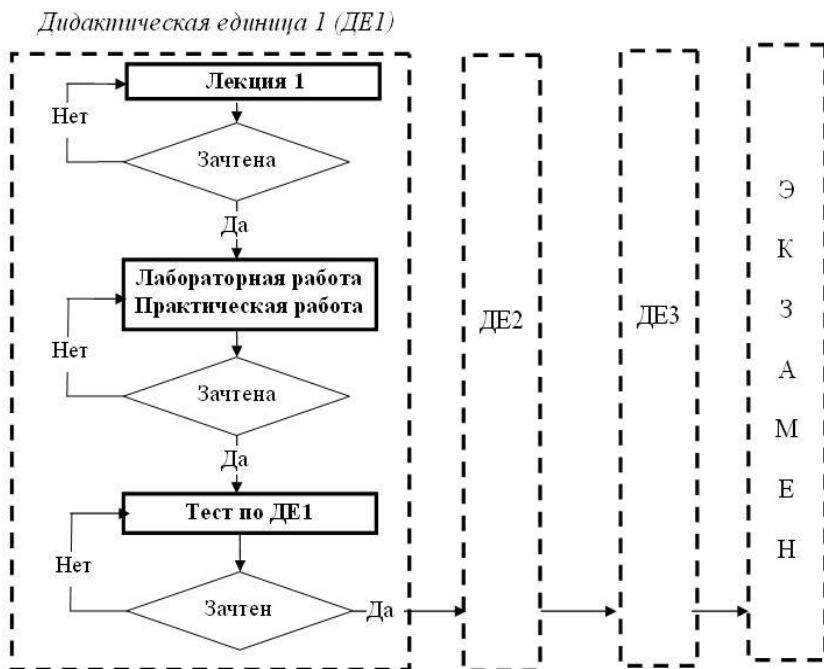 Дидактическая единица 1 (ДЕ1)
Лекция 1
Нет
Зачтена
Да
Лабораторная работа
Практическая работа
Нет
Зачтена
Да
Тест по ДЕ1
Нет
Зачтен
Да
ДЕ2
ДЕ3
Э
К
З
А
М
Е
Н